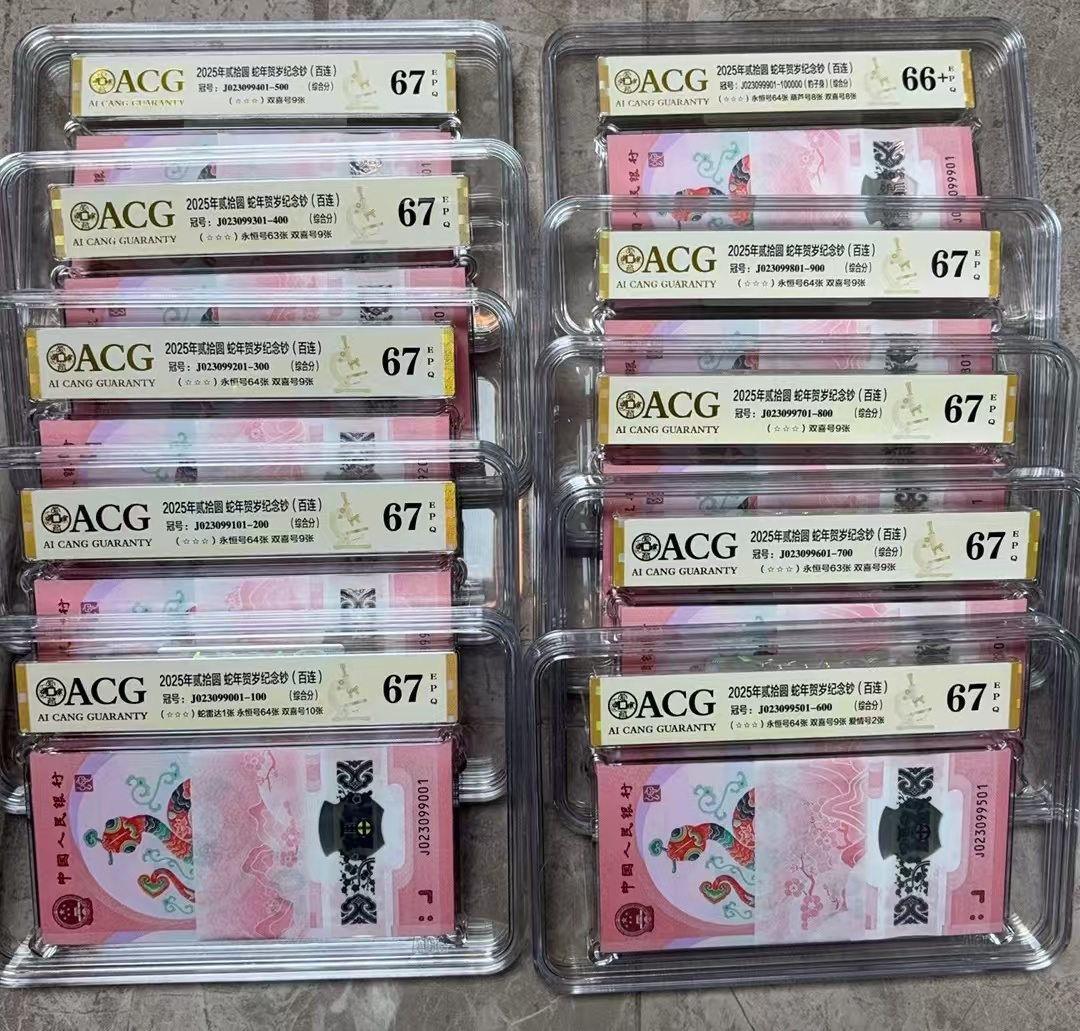 ACG
AI CANG GUARANTY
2025年贰拾圆 蛇年贺岁纪念钞(百连)
冠号: J023099401-500 (综合分)
(☆☆☆) 双喜号9张
67
EPQ
ACG
AI CANG GUARANTY
2025年贰拾圆 蛇年贺岁纪念钞(百连)
冠号: J023099301-400 (综合分)
(☆☆☆) 永恒号63张 双喜号9张
67
EPQ
ACG
AI CANG GUARANTY
2025年贰拾圆 蛇年贺岁纪念钞(百连)
冠号: J023099201-300 (综合分)
(☆☆☆) 永恒号64张 双喜号9张
67
EPQ
ACG
AI CANG GUARANTY
2025年贰拾圆 蛇年贺岁纪念钞(百连)
冠号: J023099101-200 (综合分)
(☆☆☆) 永恒号64张 双喜号9张
67
EPQ
ACG
AI CANG GUARANTY
2025年贰拾圆 蛇年贺岁纪念钞(百连)
冠号: J023099001-100 (综合分)
(☆☆☆) 蛇雷达1张 永恒号64张 双喜号10张
67
EPQ
中国人民银行
J023099001
ACG
AI CANG GUARANTY
2025年贰拾圆 蛇年贺岁纪念钞(百连)
冠号: J023099901-100000 (豹子身) (综合分)
(☆☆☆) 永恒号64张 葫芦号8张 双喜号8张
66+
EPQ
ACG
AI CANG GUARANTY
2025年贰拾圆 蛇年贺岁纪念钞(百连)
冠号: J023099801-900 (综合分)
(☆☆☆) 永恒号64张 双喜号9张
67
EPQ
ACG
AI CANG GUARANTY
2025年贰拾圆 蛇年贺岁纪念钞(百连)
冠号: J023099701-800 (综合分)
(☆☆☆) 双喜号9张
67
EPQ
ACG
AI CANG GUARANTY
2025年贰拾圆 蛇年贺岁纪念钞(百连)
冠号: J023099601-700 (综合分)
(☆☆☆) 永恒号63张 双喜号9张
67
EPQ
ACG
AI CANG GUARANTY
2025年贰拾圆 蛇年贺岁纪念钞(百连)
冠号: J023099501-600 (综合分)
(☆☆☆) 永恒号64张 双喜号9张 爱情号2张
67
EPQ
中国人民银行
J023099501